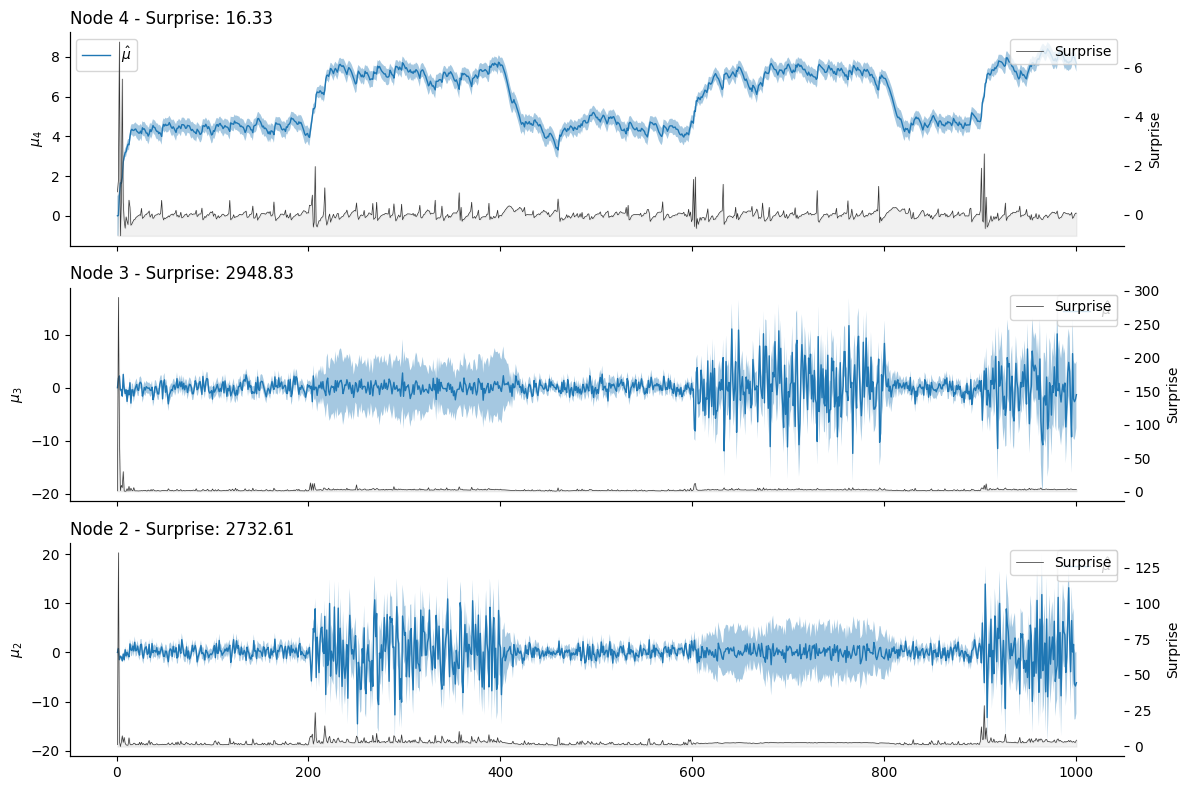 Node 4 - Surprise: 16.33
μ̂
Surprise
8
6
4
2
0
μ4
6
4
2
0
Surprise
Node 3 - Surprise: 2948.83
Surprise
μ̂
10
0
−10
−20
μ3
300
250
200
150
100
50
0
Surprise
Node 2 - Surprise: 2732.61
Surprise
μ̂
20
10
0
−10
−20
μ2
125
100
75
50
25
0
Surprise
0 200 400 600 800 1000